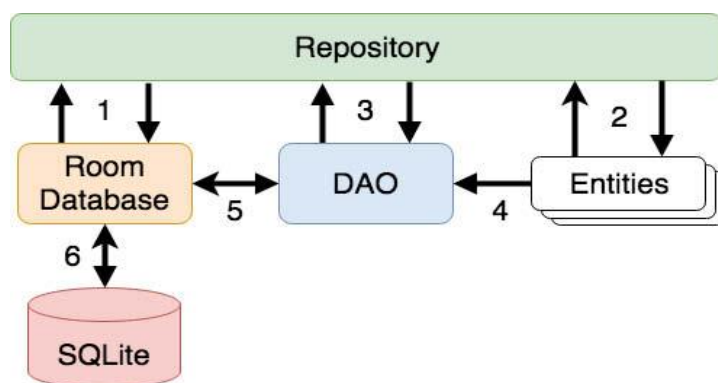 Repository
1
3
2
Room
Database
DAO
Entities
5
4
6
SQLite